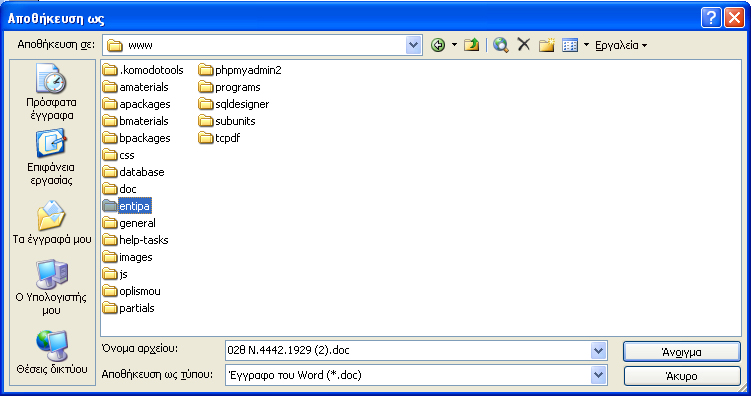 Αποθήκευση ως
Αποθήκευση σε:
www
Εργαλεία
Πρόσφατα
έγγραφα
Επιφάνεια
εργασίας
Τα έγγραφά μου
Ο Υπολογιστής
μου
Θέσεις δικτύου
.komodotools
amaterials
apackages
bmaterials
bpackages
css
database
doc
entipa
general
help-tasks
images
js
oplismou
partials
phpmyadmin2
programs
sqldesigner
subunits
tcpdf
Όνομα αρχείου:
02θ Ν.4442.1929 (2).doc
Άνοιγμα
Αποθήκευση ως τύπου:
Έγγραφο του Word (*.doc)
Άκυρο